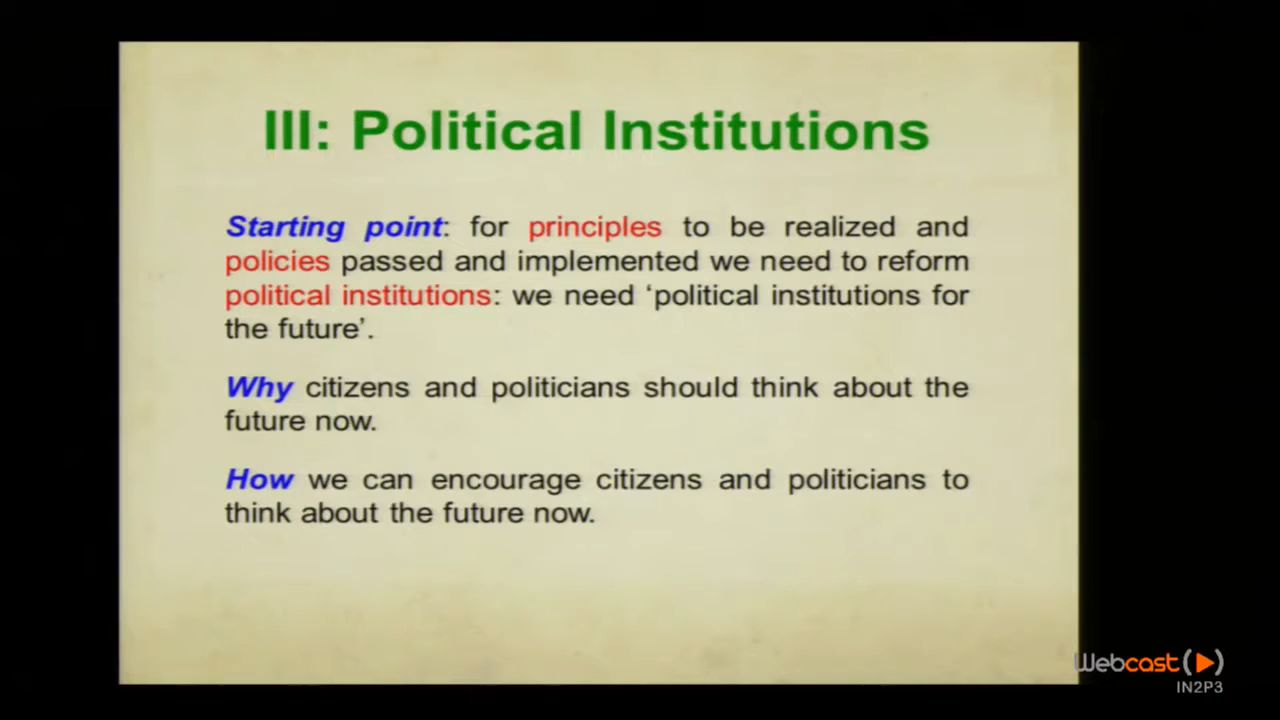 III: Political Institutions
Starting point: for principles to be realized and
policies passed and implemented we need to reform
political institutions: we need ‘political institutions for
the future’.
Why citizens and politicians should think about the
future now.
How we can encourage citizens and politicians to
think about the future now.
Webcast
IN2P3